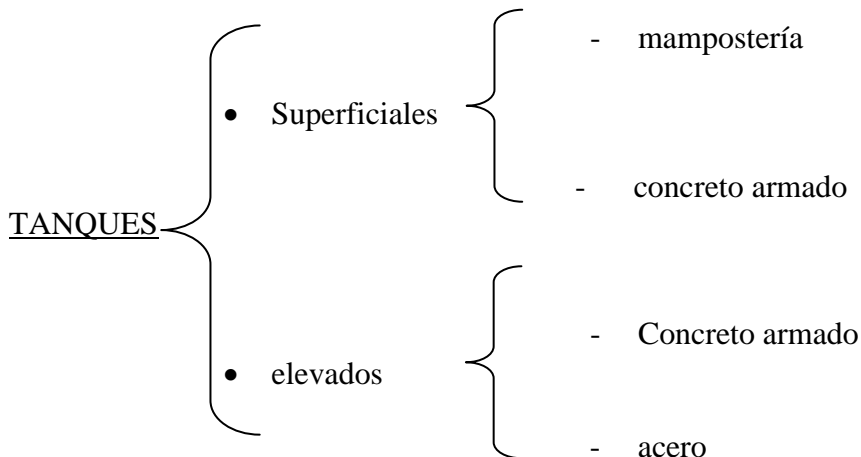 TANQUES
• Superficiales
- mampostería
- concreto armado
• elevados
- Concreto armado
- acero